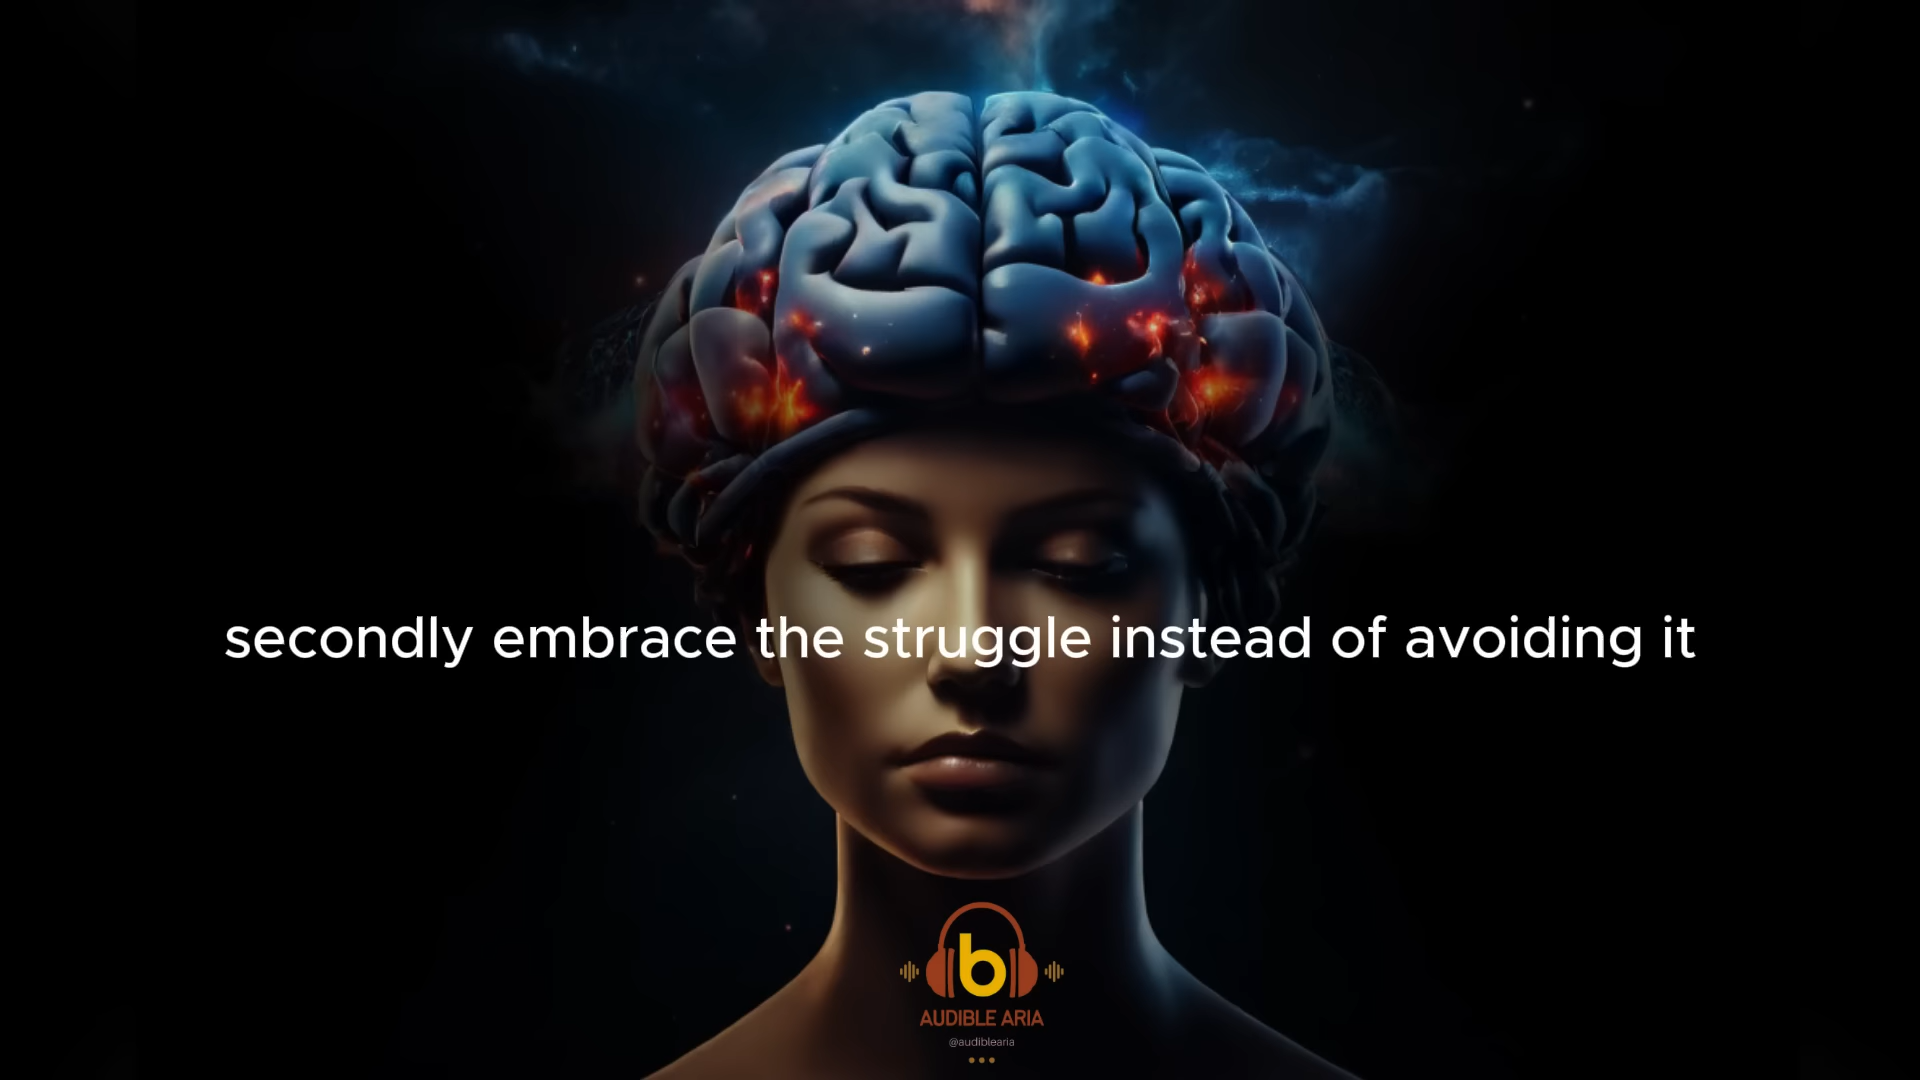 secondly embrace the struggle instead of avoiding it
b
AUDIBLE ARIA
@audiblearia